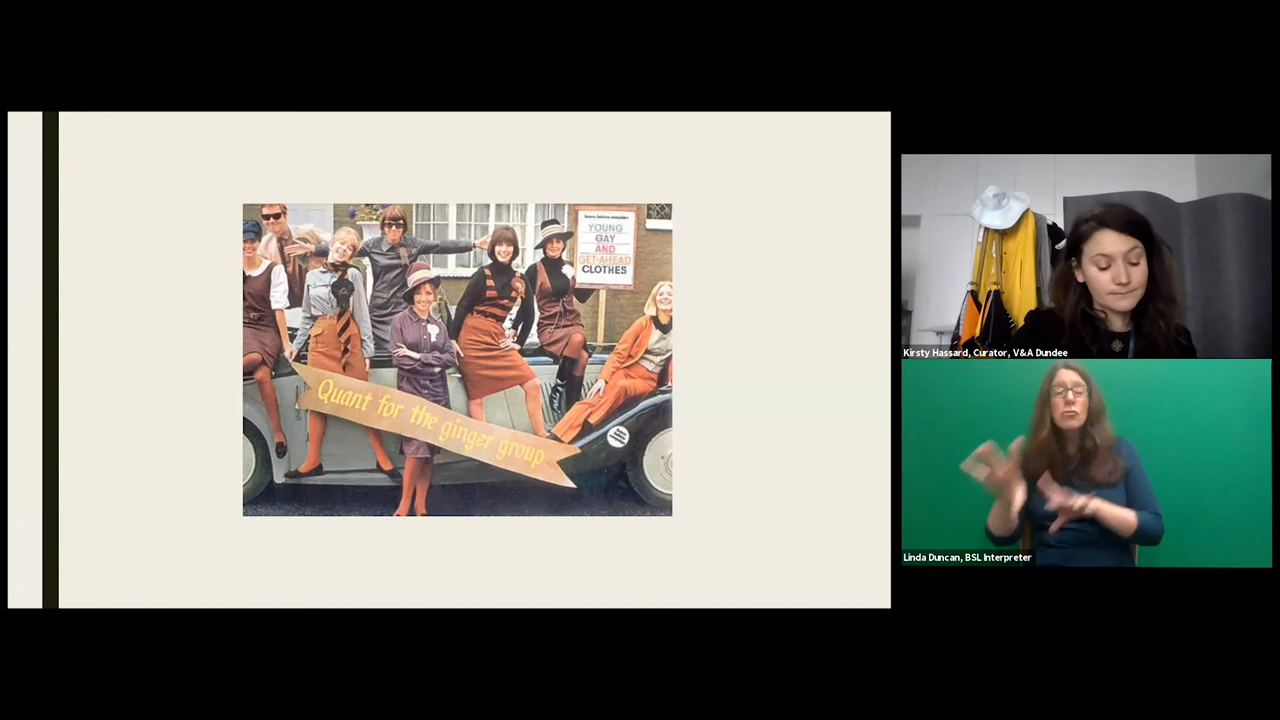 YOUNG
GAY
AND
GET-AHEAD
CLOTHES
Quant for the ginger group
Kirsty Hassard, Curator, V&A Dundee
Linda Duncan, BSL Interpreter